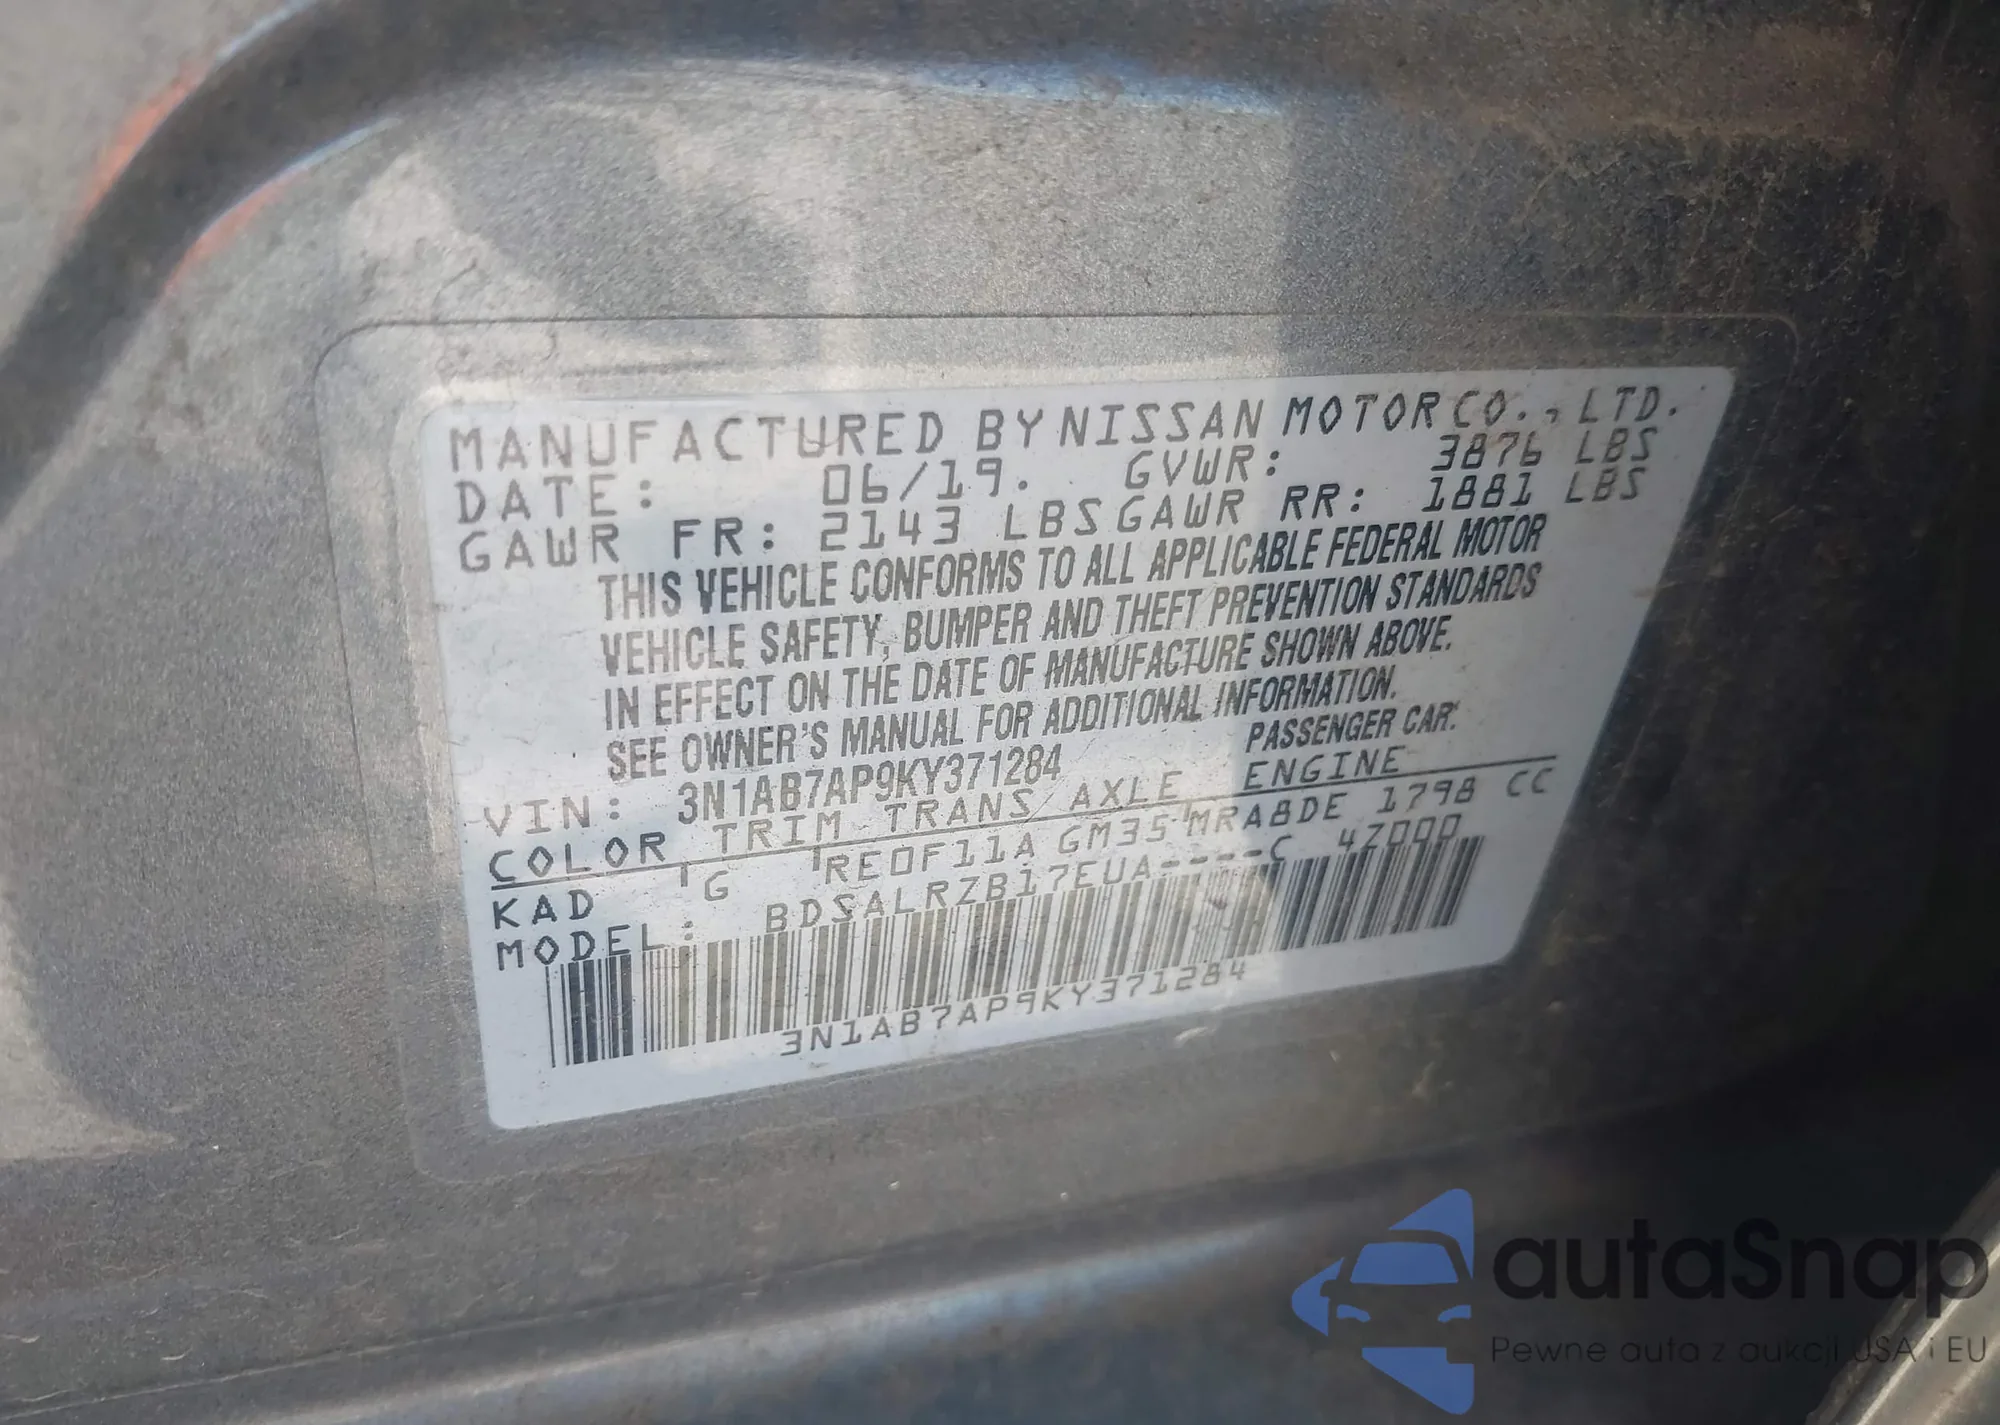 MANUFACTURED BY NISSAN MOTOR CO., LTD.
DATE: 06/19. GVWR: 3876 LBS
GAWR FR: 2143 LBS GAWR RR: 1881 LBS
THIS VEHICLE CONFORMS TO ALL APPLICABLE FEDERAL MOTOR
VEHICLE SAFETY, BUMPER AND THEFT PREVENTION STANDARDS
IN EFFECT ON THE DATE OF MANUFACTURE SHOWN ABOVE.
SEE OWNER'S MANUAL FOR ADDITIONAL INFORMATION.
VIN: 3N1AB7AP9KY371284 PASSENGER CAR
COLOR TRIM TRANS AXLE ENGINE
KAD G RE0F11A GM35 MRA8DE 1798 CC
MODEL: BDSALRZB17EUA----C 4Z000
3N1AB7AP9KY371284
autaSnap
Pewne auta z aukcji USA i EU